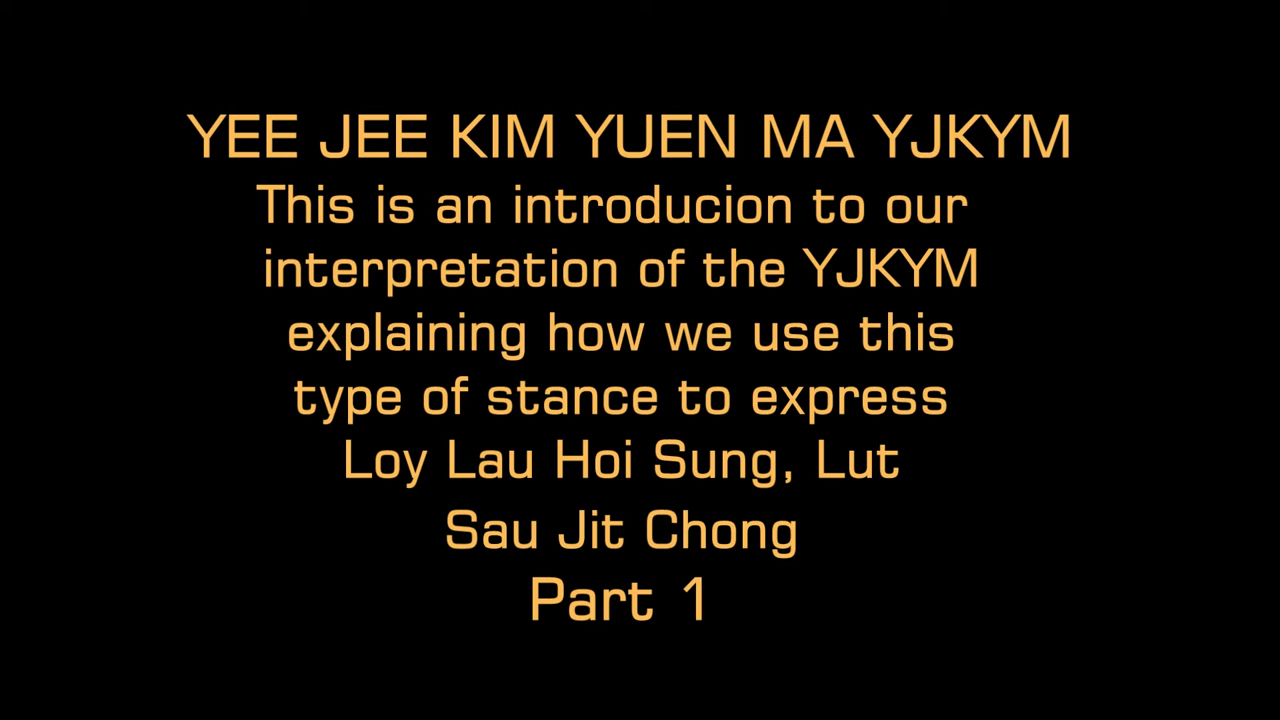 YEE JEE KIM YUEN MA YJKYM
This is an introducion to our
interpretation of the YJKYM
explaining how we use this
type of stance to express
Loy Lau Hoi Sung, Lut
Sau Jit Chong
Part 1